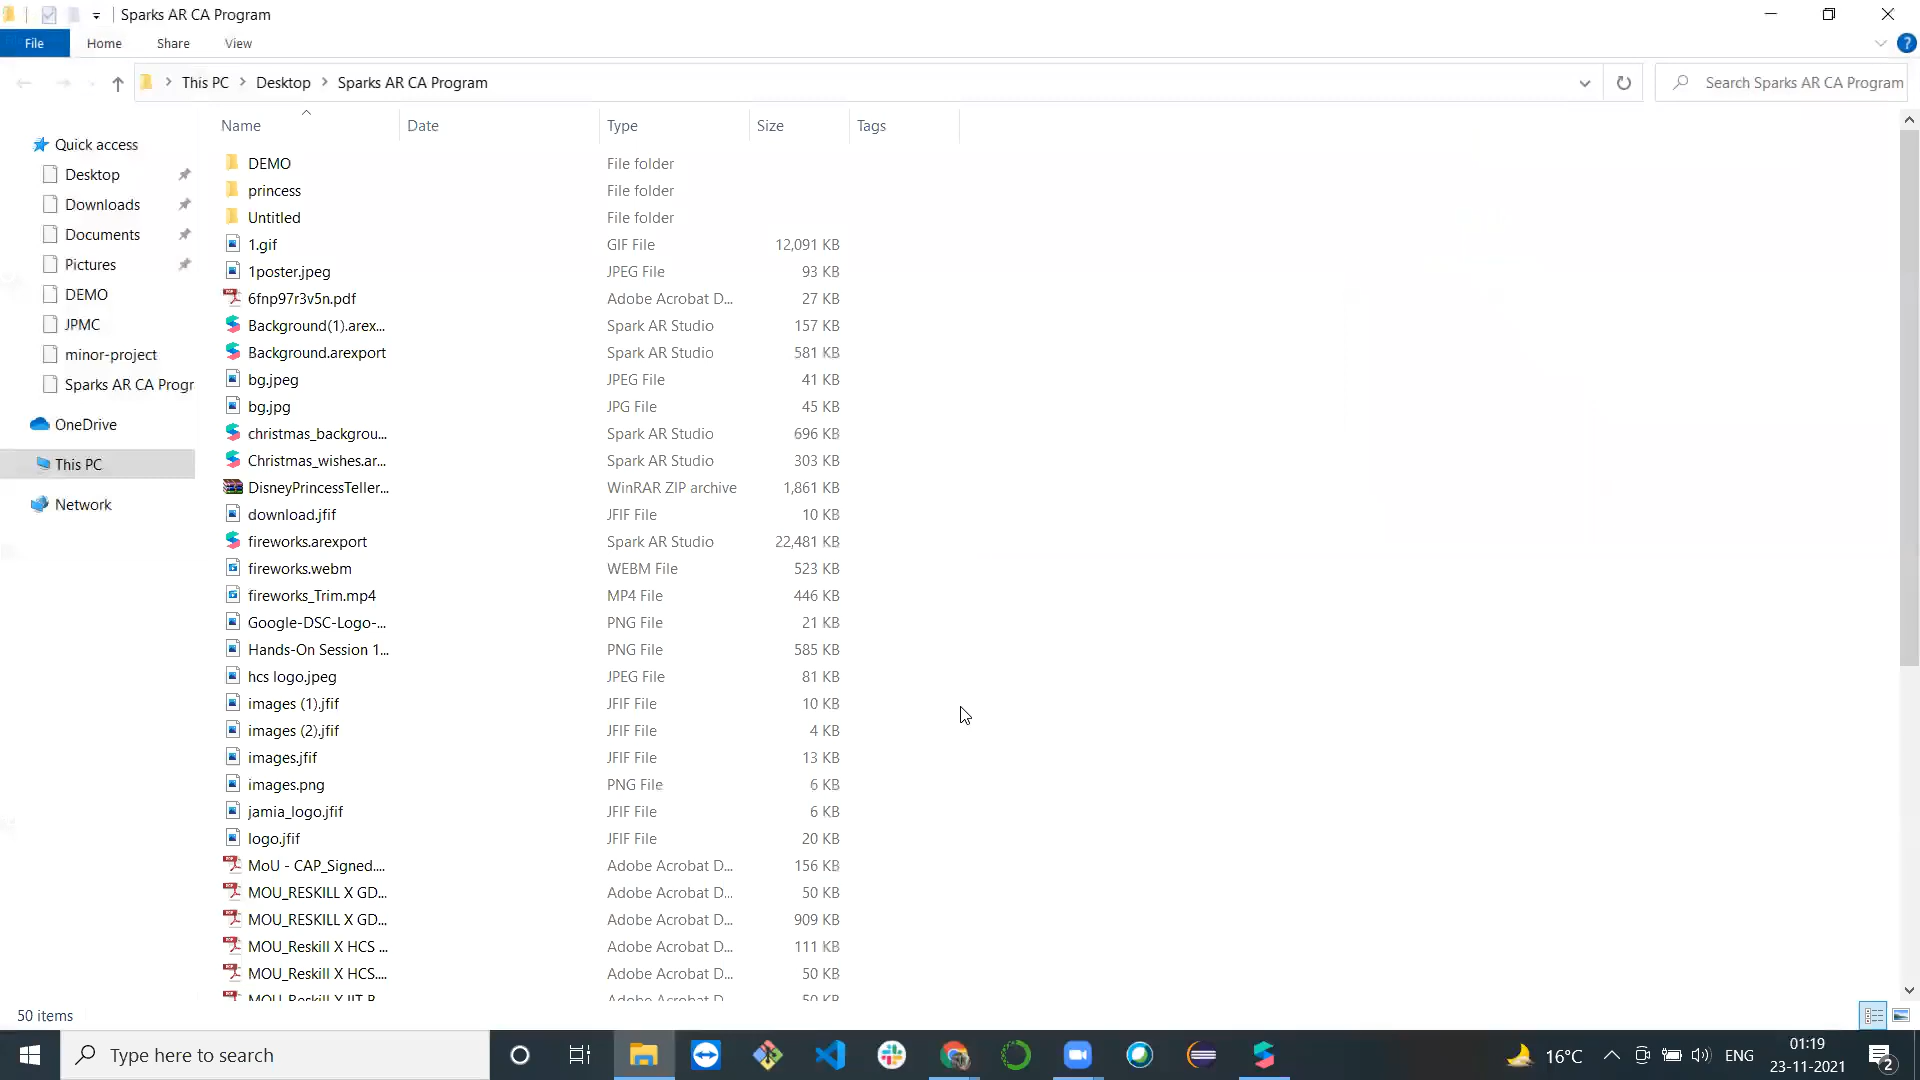 Sparks AR CA Program
File Home Share View
This PC Desktop Sparks AR CA Program
Search Sparks AR CA Program
Name Date Type Size Tags
Quick access
Desktop
Downloads
Documents
Pictures
DEMO
JPMC
minor-project
Sparks AR CA Progr
OneDrive
This PC
Network
DEMO File folder
princess File folder
Untitled File folder
1.gif GIF File 12,091 KB
1poster.jpeg JPEG File 93 KB
6fnp97r3v5n.pdf Adobe Acrobat D... 27 KB
Background(1).arex... Spark AR Studio 157 KB
Background.arexport Spark AR Studio 581 KB
bg.jpeg JPEG File 41 KB
bg.jpg JPG File 45 KB
christmas_backgrou... Spark AR Studio 696 KB
Christmas_wishes.ar... Spark AR Studio 303 KB
DisneyPrincessTeller... WinRAR ZIP archive 1,861 KB
download.jfif JFIF File 10 KB
fireworks.arexport Spark AR Studio 22,481 KB
fireworks.webm WEBM File 523 KB
fireworks_Trim.mp4 MP4 File 446 KB
Google-DSC-Logo-... PNG File 21 KB
Hands-On Session 1... PNG File 585 KB
hcs logo.jpeg JPEG File 81 KB
images (1).jfif JFIF File 10 KB
images (2).jfif JFIF File 4 KB
images.jfif JFIF File 13 KB
images.png PNG File 6 KB
jamia_logo.jfif JFIF File 6 KB
logo.jfif JFIF File 20 KB
MoU - CAP_Signed.... Adobe Acrobat D... 156 KB
MOU_RESKILL X GD... Adobe Acrobat D... 50 KB
MOU_RESKILL X GD... Adobe Acrobat D... 909 KB
MOU_Reskill X HCS ... Adobe Acrobat D... 111 KB
MOU_Reskill X HCS.... Adobe Acrobat D... 50 KB
MOU_Reskill X IIT Adobe Acrobat D... 50 KB
50 items
Type here to search
16°C ENG
01:19
23-11-2021
2